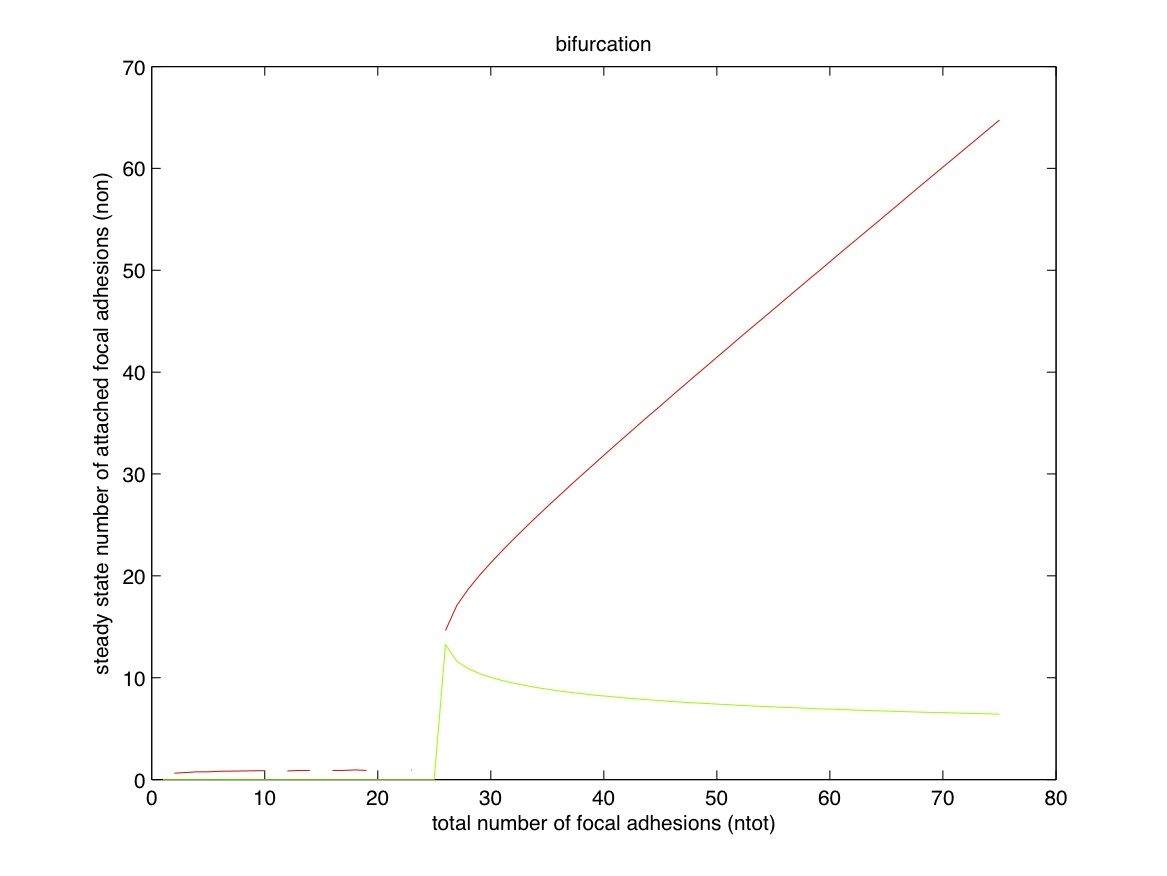 bifurcation
70
60
50
40
30
20
10
0
steady state number of attached focal adhesions (non)
0 10 20 30 40 50 60 70 80
total number of focal adhesions (ntot)